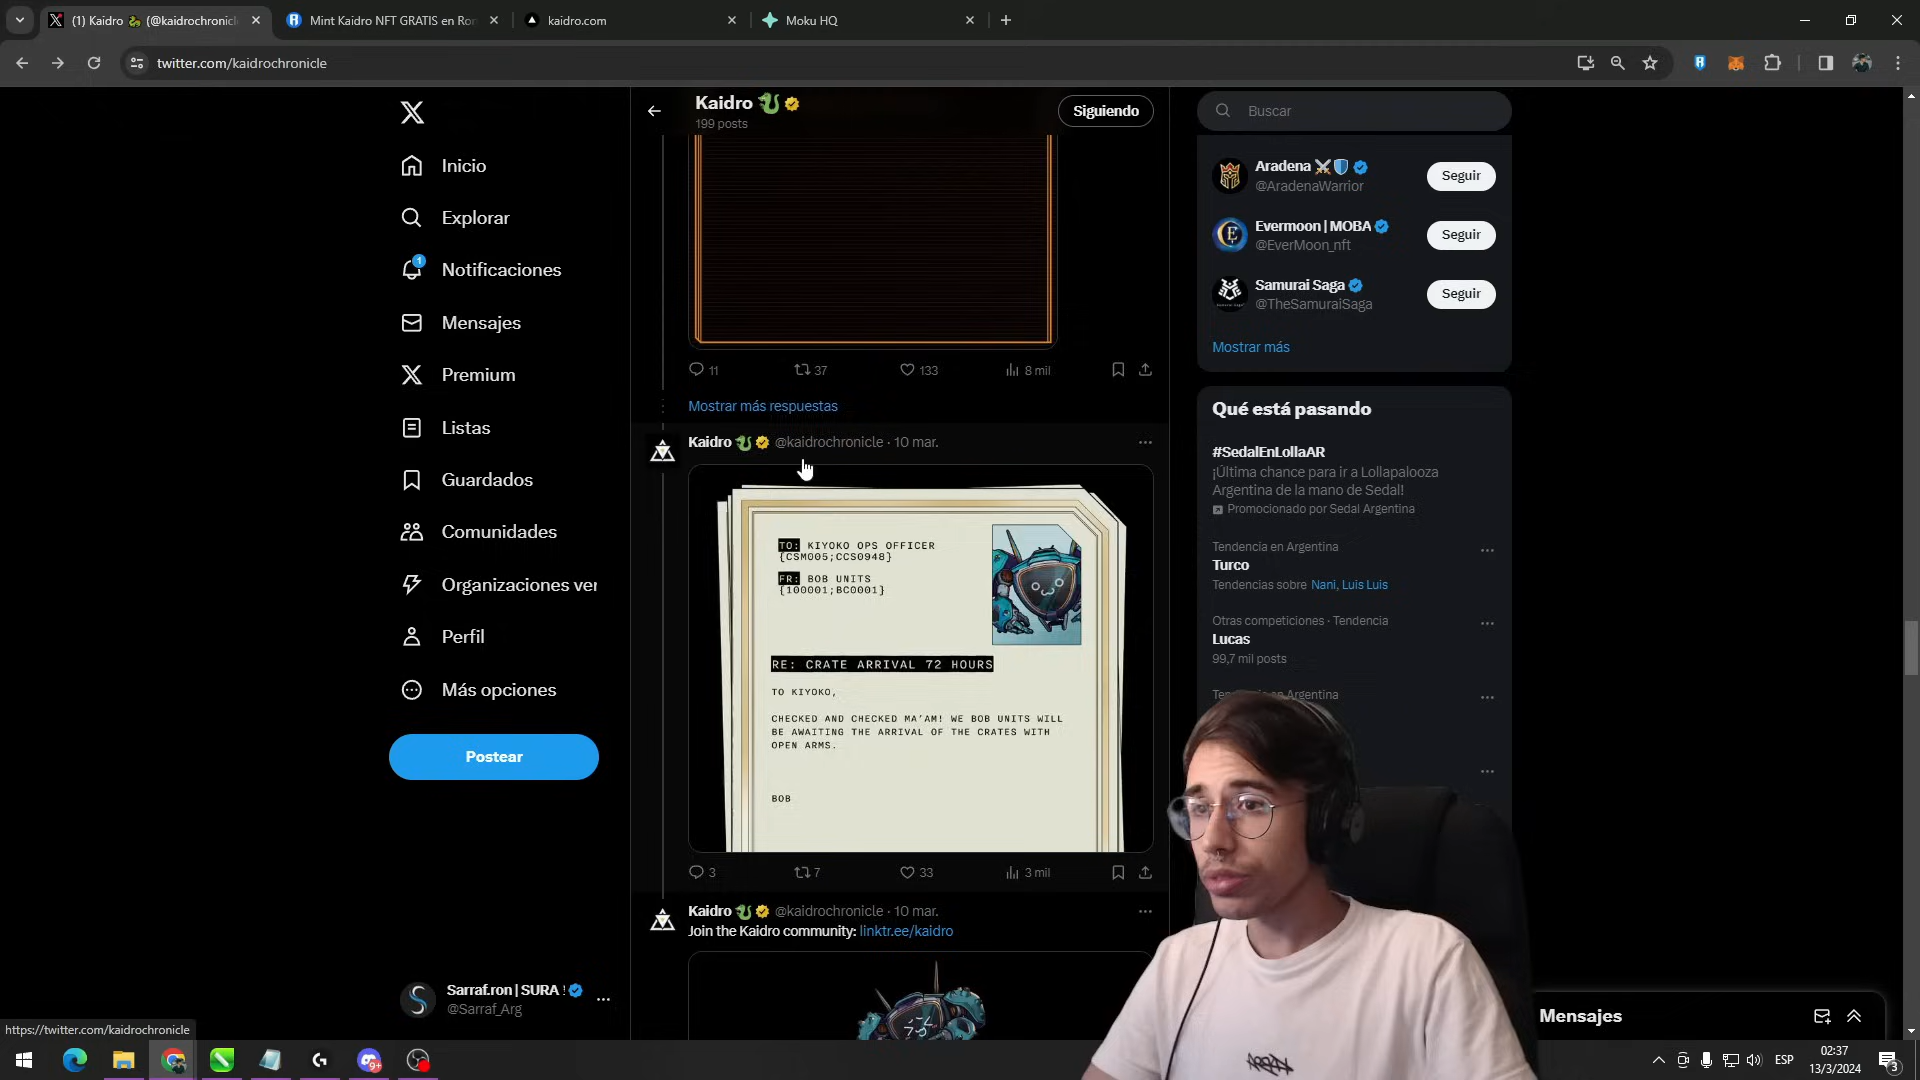 (1) Kaidro 🐉 (@kaidrochronicl
Mint Kaidro NFT GRATIS en Ron
kaidro.com
Moku HQ
twitter.com/kaidrochronicle
Inicio
Explorar
1
Notificaciones
Mensajes
Premium
Listas
Guardados
Comunidades
Organizaciones ver
Perfil
Más opciones
Postear
Sarraf.ron | SURA !
@Sarraf_Arg
https://twitter.com/kaidrochronicle
Kaidro 🐉
199 posts
Siguiendo
11
37
133
8 mil
Mostrar más respuestas
Kaidro 🐉 @kaidrochronicle · 10 mar.
TO: KIYOKO OPS OFFICER
{CSM005;CCS0948}
FR: BOB UNITS
{100001;BC0001}
RE: CRATE ARRIVAL 72 HOURS
TO KIYOKO,
CHECKED AND CHECKED MA'AM! WE BOB UNITS WILL
BE AWAITING THE ARRIVAL OF THE CRATES WITH
OPEN ARMS.
BOB
3
7
33
3 mil
Kaidro 🐉 @kaidrochronicle · 10 mar.
Join the Kaidro community: linktr.ee/kaidro
Buscar
Aradena ⚔️🛡️
@AradenaWarrior
Seguir
Evermoon | MOBA
@EverMoon_nft
Seguir
Samurai Saga
@TheSamuraiSaga
Seguir
Mostrar más
Qué está pasando
#SedalEnLollaAR
¡Última chance para ir a Lollapalooza
Argentina de la mano de Sedal!
Promocionado por Sedal Argentina
Tendencia en Argentina
Turco
Tendencias sobre Nani, Luis Luis
Otras competiciones · Tendencia
Lucas
99,7 mil posts
Tendencia en Argentina
Mensajes
9+
ESP
02:37
13/3/2024
3